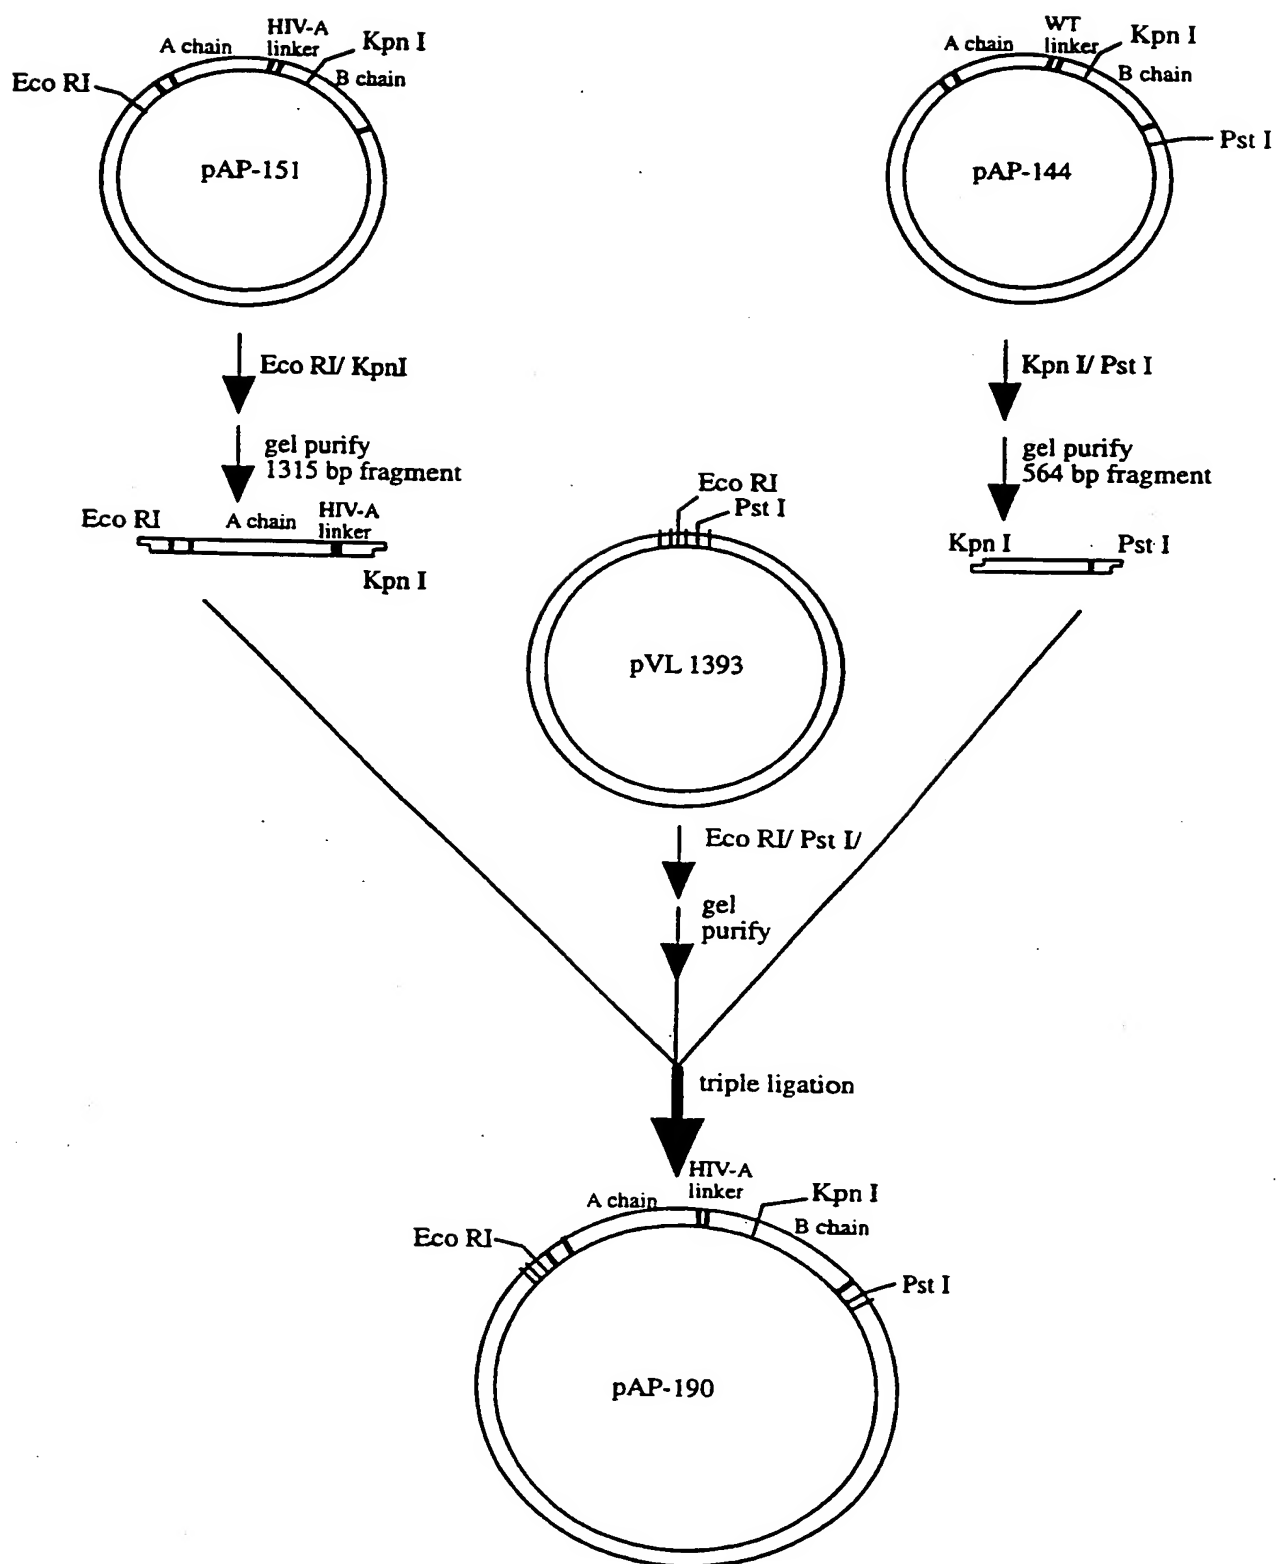 A chain
HIV-A
linker
Kpn I
Eco RI
B chain
pAP-151
A chain
WT
linker
Kpn I
B chain
Pst I
pAP-144
Eco RI/ KpnI
gel purify
1315 bp fragment
Kpn I/ Pst I
gel purify
564 bp fragment
Eco RI
A chain
HIV-A
linker
Kpn I
Eco RI
Pst I
Kpn I
Pst I
pVL 1393
Eco RI/ Pst I/
gel
purify
triple ligation
HIV-A
linker
A chain
Kpn I
B chain
Eco RI
Pst I
pAP-190